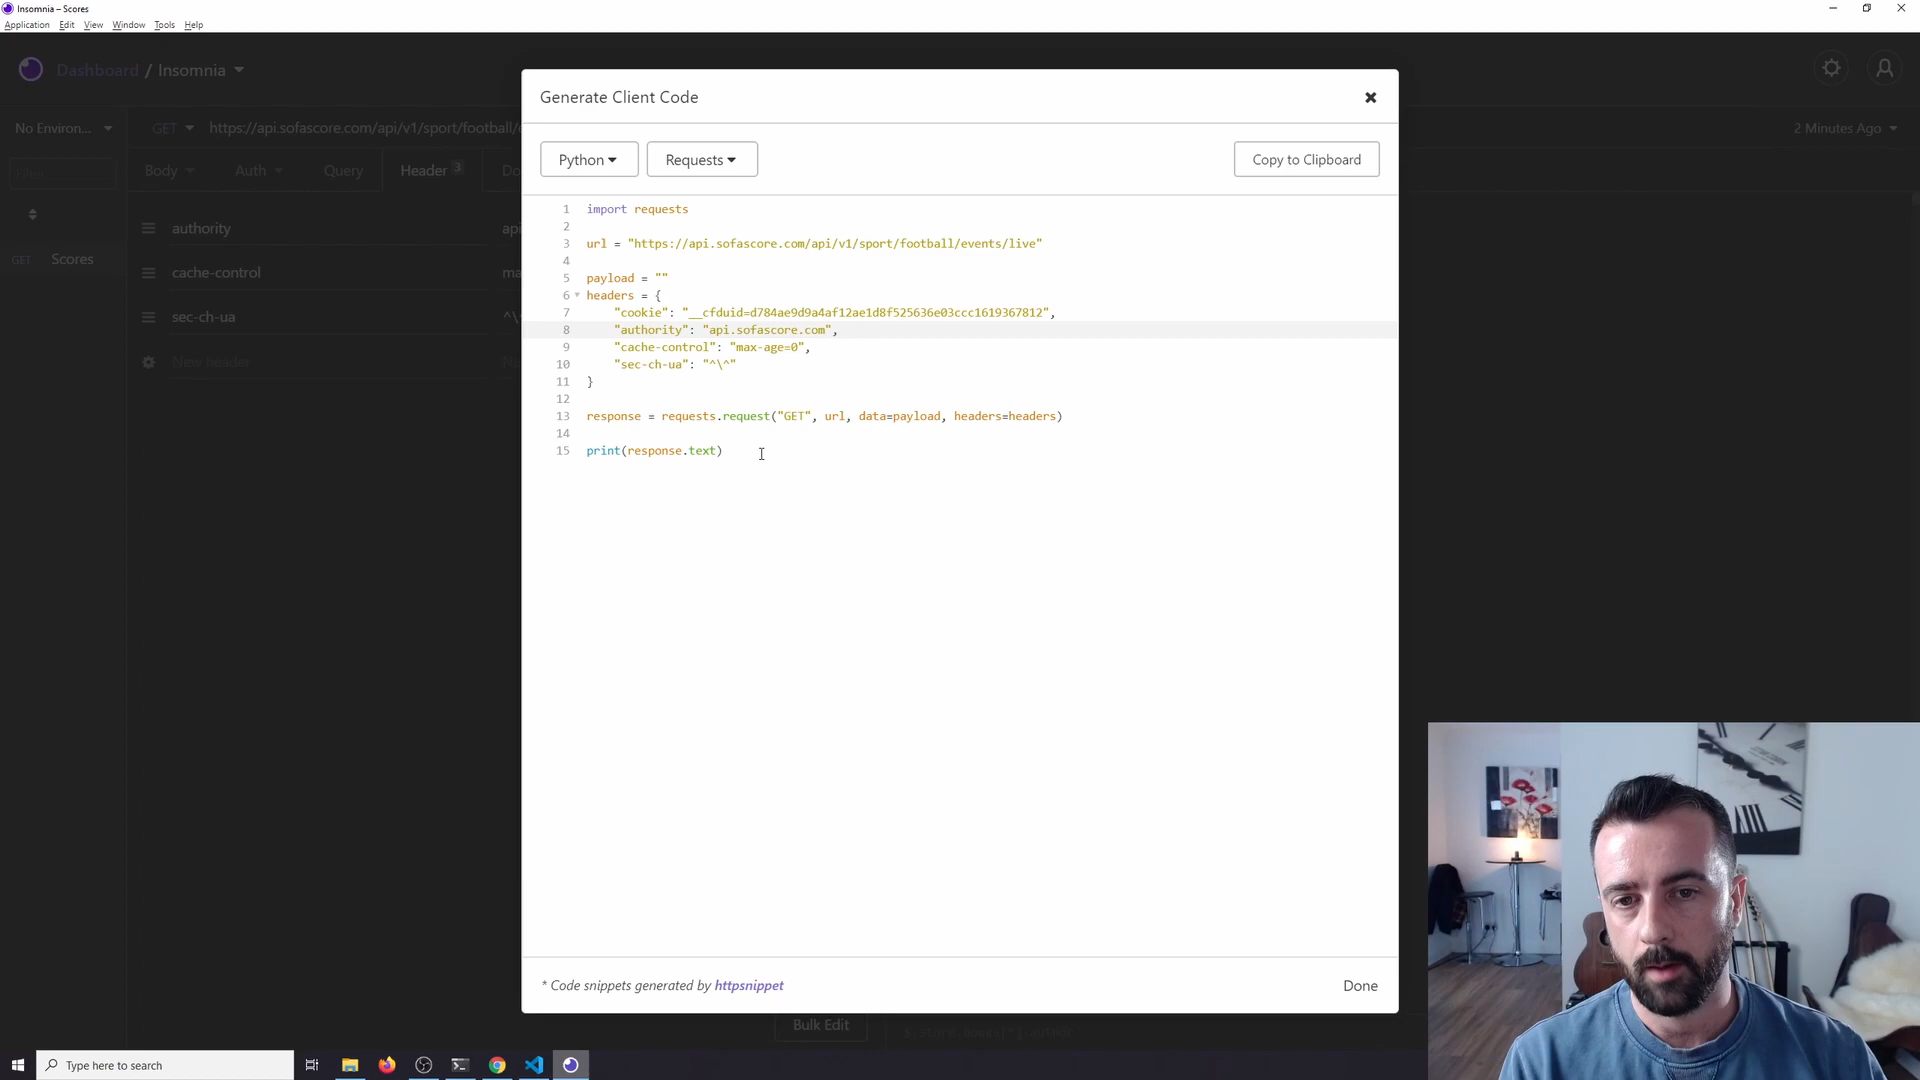 Insomnia – Scores
Application Edit View Window Tools Help
Dashboard / Insomnia
No Environ...
GET https://api.sofascore.com/api/v1/sport/football/
2 Minutes Ago
Body Auth Query Header 3
authority
cache-control
GET Scores
sec-ch-ua
New header
Generate Client Code
Python Requests Copy to Clipboard
1 import requests
2
3 url = "https://api.sofascore.com/api/v1/sport/football/events/live"
4
5 payload = ""
6 headers = {
7 "cookie": "__cfduid=d784ae9d9a4af12ae1d8f525636e03ccc1619367812",
8 "authority": "api.sofascore.com",
9 "cache-control": "max-age=0",
10 "sec-ch-ua": "^\^"
11 }
12
13 response = requests.request("GET", url, data=payload, headers=headers)
14
15 print(response.text)
* Code snippets generated by httpsnippet
Done
Bulk Edit
Type here to search